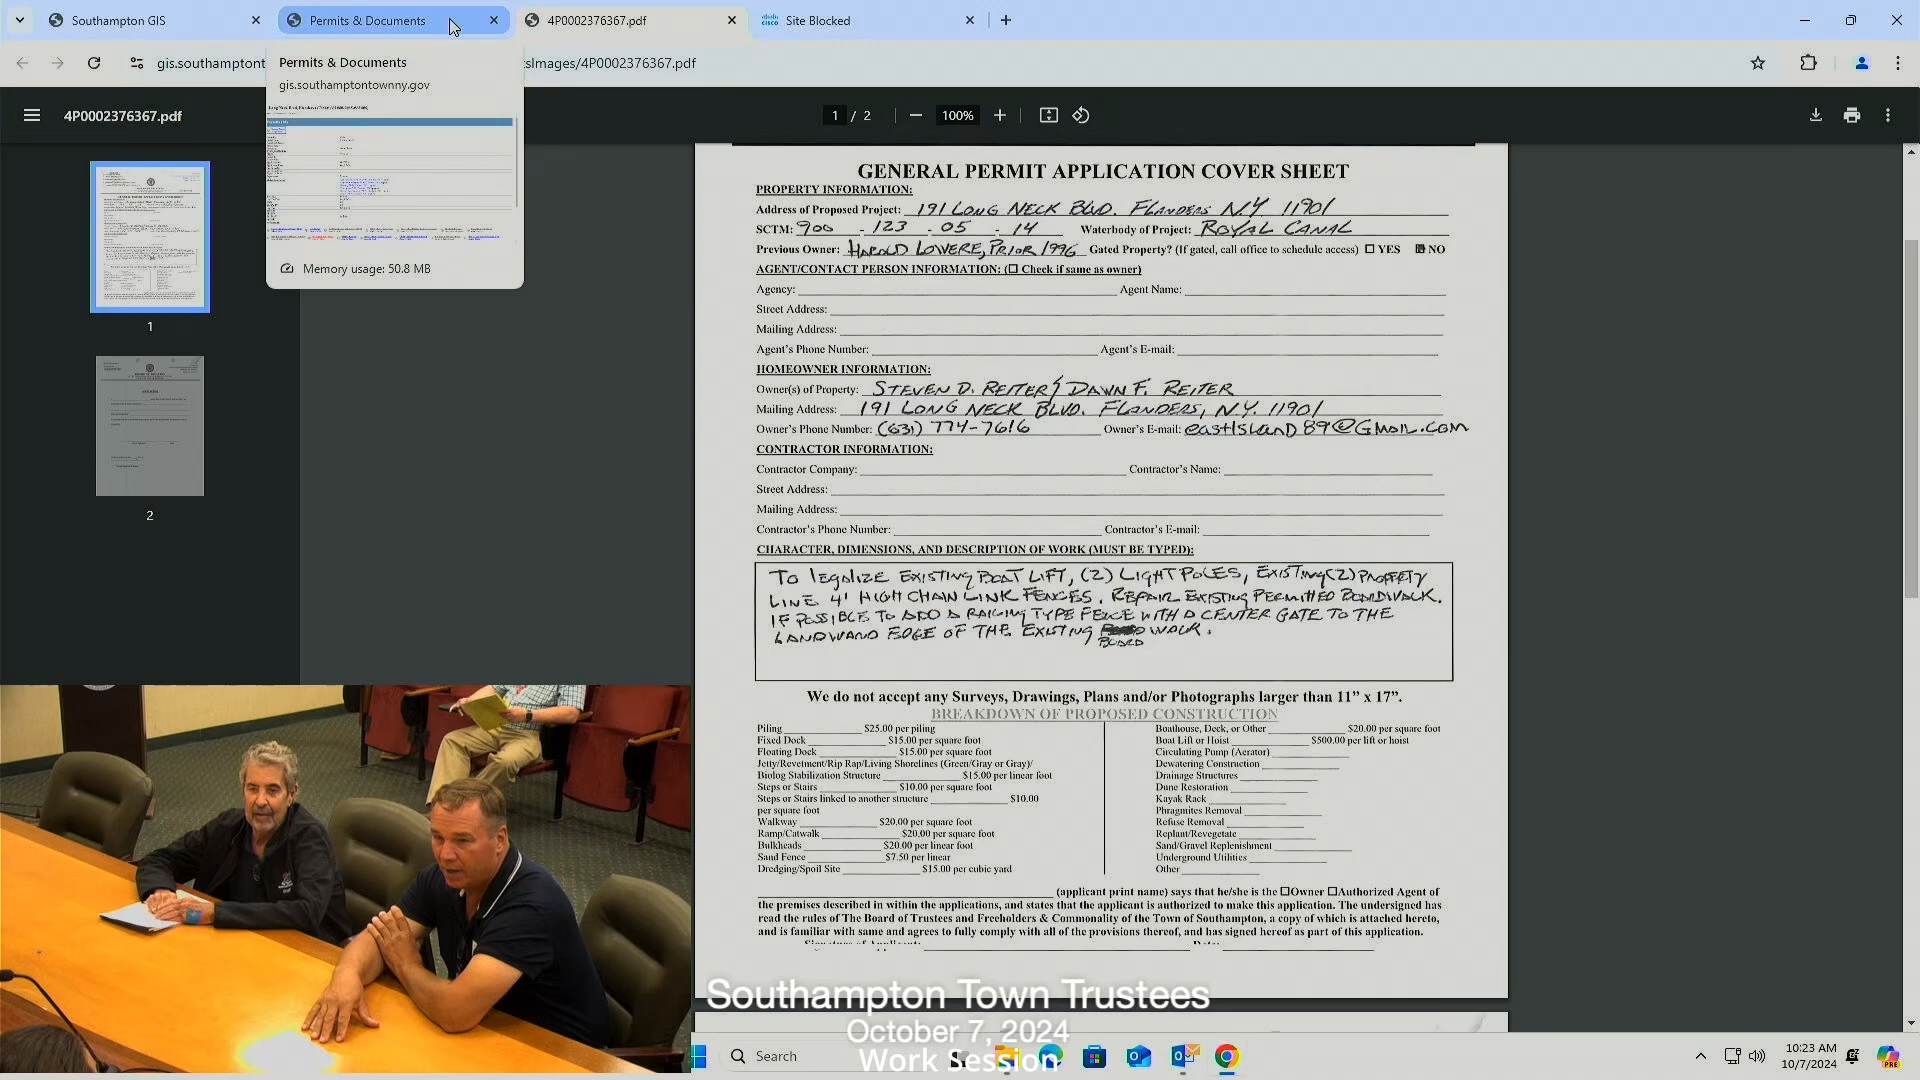 Southampton GIS
Permits & Documents
4P0002376367.pdf
Site Blocked
gis.southamptont
sImages/4P0002376367.pdf
Permits & Documents
gis.southamptontownny.gov
Memory usage: 50.8 MB
4P0002376367.pdf
1 / 2
100%
1
2
GENERAL PERMIT APPLICATION COVER SHEET
PROPERTY INFORMATION:
Address of Proposed Project: 191 LONG NECK BLVD. FLANDERS N.Y 11901
SCTM: 900 - 123 - 05 - 14 Waterbody of Project: ROYAL CANAL
Previous Owner: HAROLD LOWERE, PRIOR 1996 Gated Property? (If gated, call office to schedule access) ☐ YES ☒ NO
AGENT/CONTACT PERSON INFORMATION: (☐ Check if same as owner)
Agency: Agent Name:
Street Address:
Mailing Address:
Agent's Phone Number: Agent's E-mail:
HOMEOWNER INFORMATION:
Owner(s) of Property: STEVEN D. REITER / DAWN F. REITER
Mailing Address: 191 LONG NECK BLVD. FLANDERS, N.Y. 11901
Owner's Phone Number: (631) 774-7616 Owner's E-mail: eastIsland89@Gmail.com
CONTRACTOR INFORMATION:
Contractor Company: Contractor's Name:
Street Address:
Mailing Address:
Contractor's Phone Number: Contractor's E-mail:
CHARACTER, DIMENSIONS, AND DESCRIPTION OF WORK (MUST BE TYPED):
TO legalize EXISTING BOAT LIFT, (2) LIGHT POLES, EXISTING (2) PROPERTY
LINE 4' HIGH CHAIN LINK FENCES. REPAIR EXISTING PERMITTED BOARDWALK.
IF POSSIBLE TO ADD A RAILING TYPE FENCE WITH A CENTER GATE TO THE
LANDWARD EDGE OF THE EXISTING WALK.
We do not accept any Surveys, Drawings, Plans and/or Photographs larger than 11" x 17".
BREAKDOWN OF PROPOSED CONSTRUCTION
Piling $25.00 per piling
Fixed Dock $15.00 per square foot
Floating Dock $15.00 per square foot
Jetty/Revetment/Rip Rap/Living Shorelines (Green/Gray or Gray)/
Biolog Stabilization Structure $15.00 per linear foot
Steps or Stairs $10.00 per square foot
Steps or Stairs linked to another structure $10.00
per square foot
Walkway $20.00 per square foot
Ramp/Catwalk $20.00 per square foot
Bulkheads $20.00 per linear foot
Sand Fence $7.50 per linear
Dredging/Spoil Site $15.00 per cubic yard
Boathouse, Deck, or Other $20.00 per square foot
Boat Lift or Hoist $500.00 per lift or hoist
Circulating Pump (Aerator)
Dewatering Construction
Drainage Structures
Dune Restoration
Kayak Rack
Phragmites Removal
Refuse Removal
Replant/Revegetate
Sand/Gravel Replenishment
Underground Utilities
Other
(applicant print name) says that he/she is the ☐Owner ☐Authorized Agent of
the premises described in within the applications, and states that the applicant is authorized to make this application. The undersigned has
read the rules of The Board of Trustees and Freeholders & Commonality of the Town of Southampton, a copy of which is attached hereto,
and is familiar with same and agrees to fully comply with all of the provisions thereof, and has signed hereof as part of this application.
Southampton Town Trustees
October 7, 2024
Work Session
Search
10:23 AM
10/7/2024